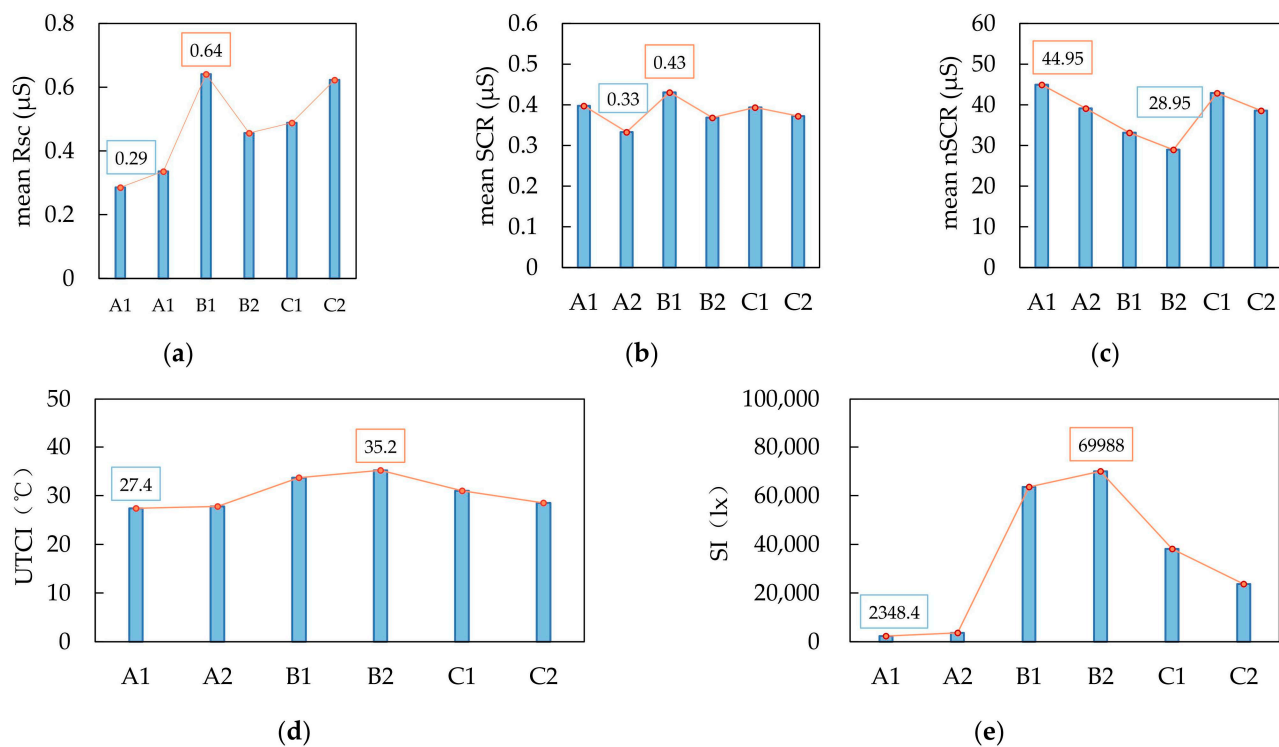 mean Rsc (μS)
0.8
0.6
0.4
0.2
0
0.29
0.64
A1 A1 B1 B2 C1 C2
(a)
mean SCR (μS)
0.6
0.5
0.4
0.3
0.2
0.1
0
0.33
0.43
A1 A2 B1 B2 C1 C2
(b)
mean nSCR (μS)
60
50
40
30
20
10
0
44.95
28.95
A1 A2 B1 B2 C1 C2
(c)
UTCI（℃）
50
40
30
20
10
0
27.4
35.2
A1 A2 B1 B2 C1 C2
(d)
SI（lx）
100,000
80,000
60,000
40,000
20,000
0
2348.4
69988
A1 A2 B1 B2 C1 C2
(e)